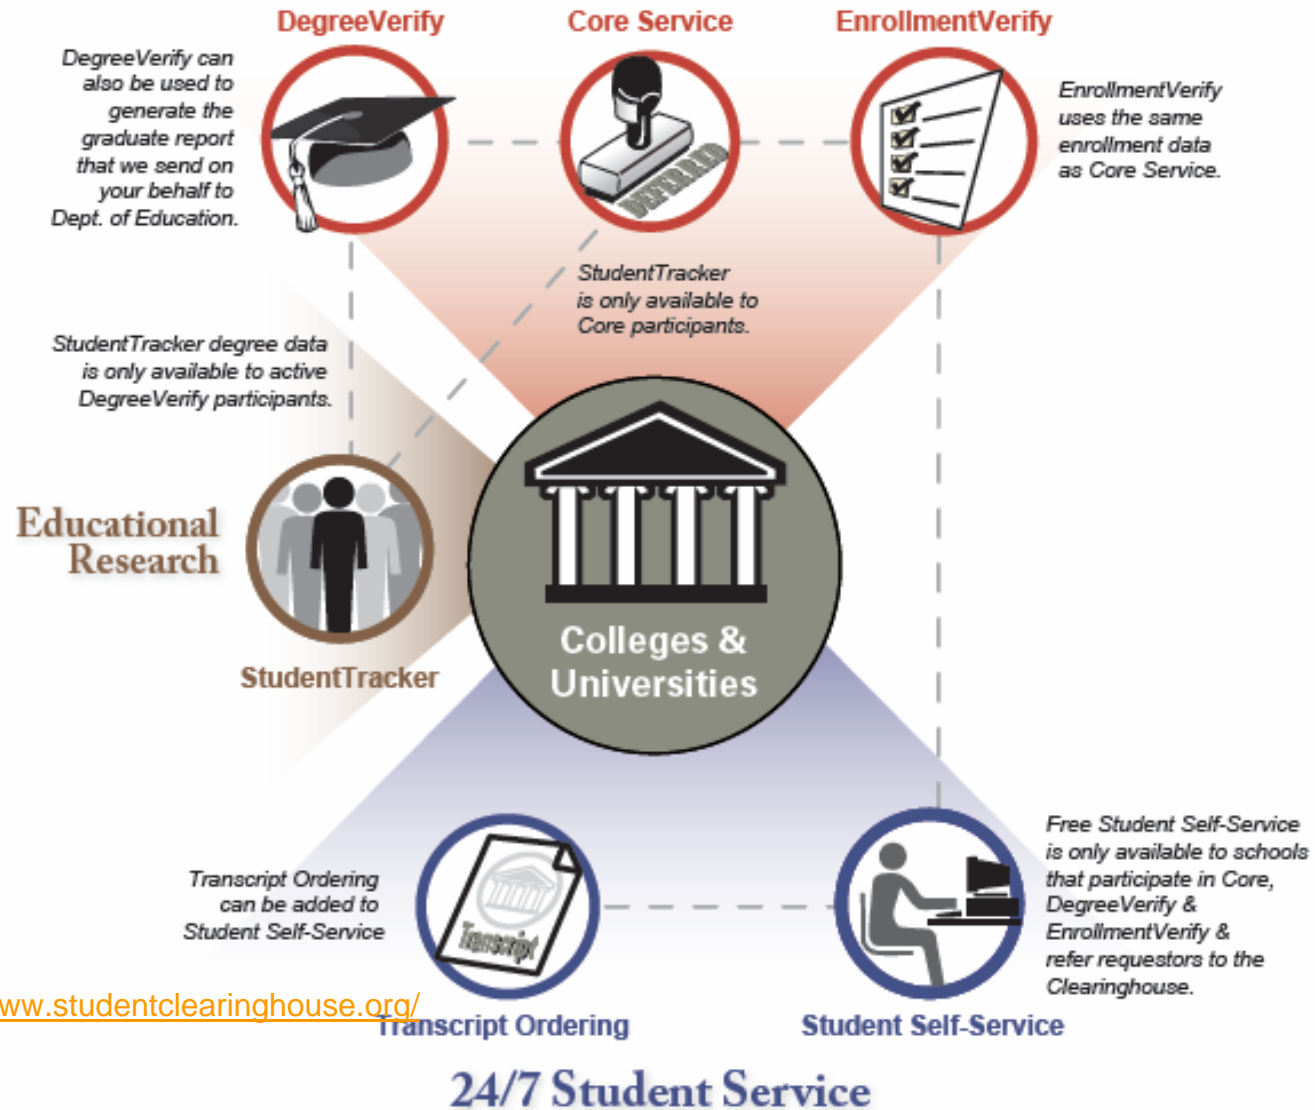 DegreeVerify
Core Service
EnrollmentVerify
DegreeVerify can
also be used to
generate the
graduate report
that we send on
your behalf to
Dept. of Education.
DEFERRED
EnrollmentVerify
uses the same
enrollment data
as Core Service.
StudentTracker
is only available to
Core participants.
StudentTracker degree data
is only available to active
DegreeVerify participants.
Educational
Research
StudentTracker
Colleges &
Universities
Transcript Ordering
can be added to
Student Self-Service
Transcript
Free Student Self-Service
is only available to schools
that participate in Core,
DegreeVerify &
EnrollmentVerify &
refer requestors to the
Clearinghouse.
ww.studentclearinghouse.org/
Transcript Ordering
Student Self-Service
24/7 Student Service